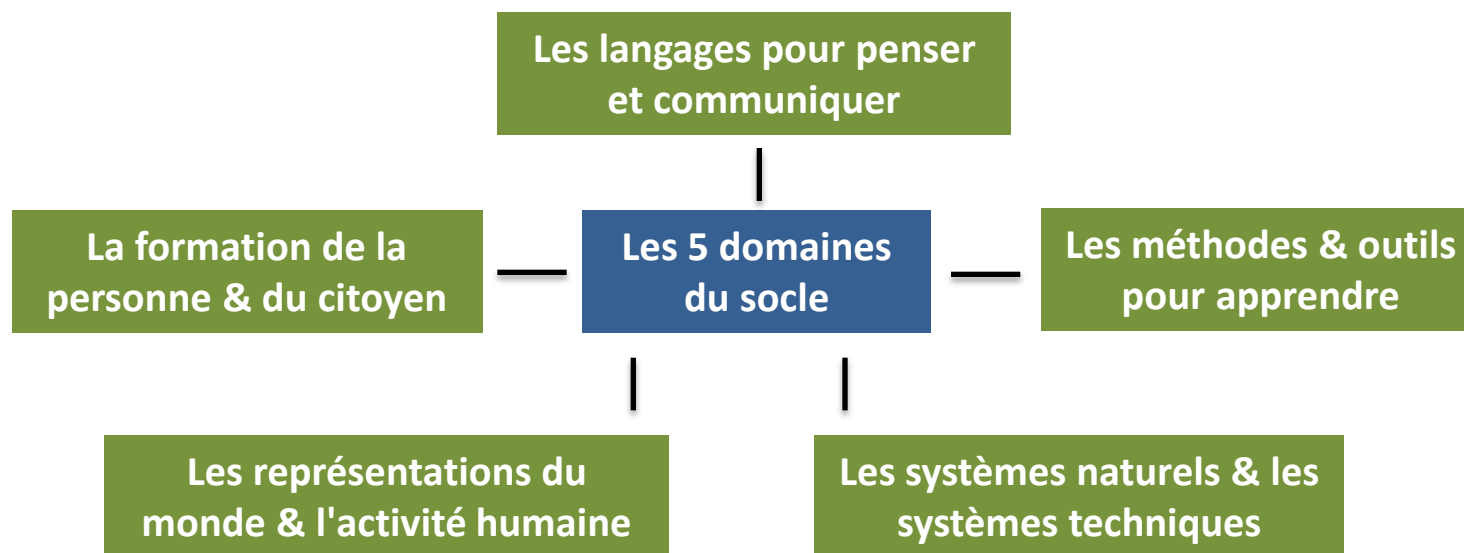 Les langages pour penser
et communiquer
La formation de la
personne & du citoyen
Les 5 domaines
du socle
Les méthodes & outils
pour apprendre
Les représentations du
monde & l'activité humaine
Les systèmes naturels & les
systèmes techniques